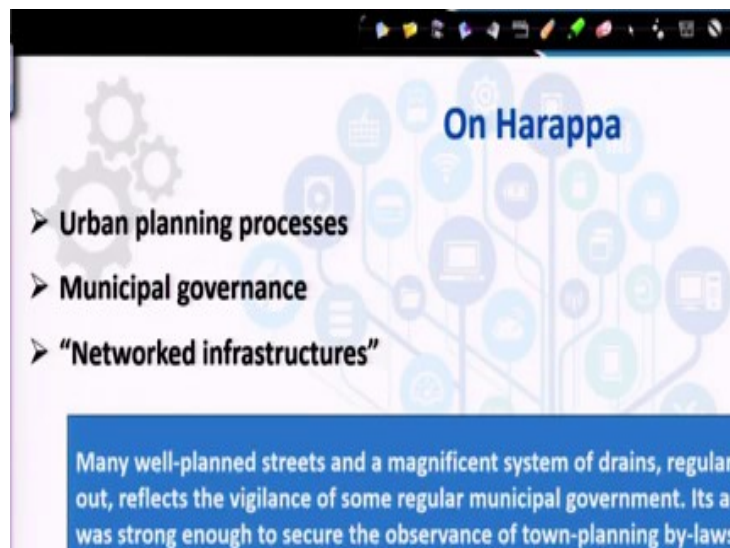 On Harappa
➤ Urban planning processes
➤ Municipal governance
➤ “Networked infrastructures”
Many well-planned streets and a magnificent system of drains, regular
out, reflects the vigilance of some regular municipal government. Its a
was strong enough to secure the observance of town-planning by-laws